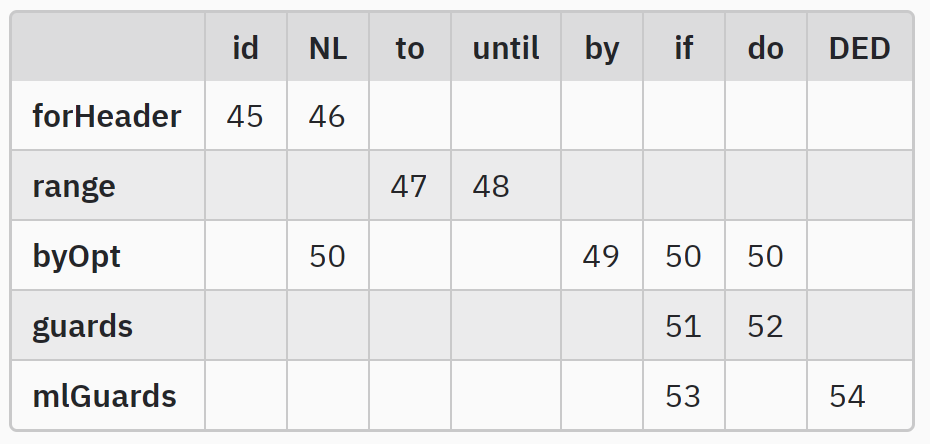 id NL to until by if do DED
forHeader 45 46
range 47 48
byOpt 50 49 50 50
guards 51 52
mlGuards 53 54